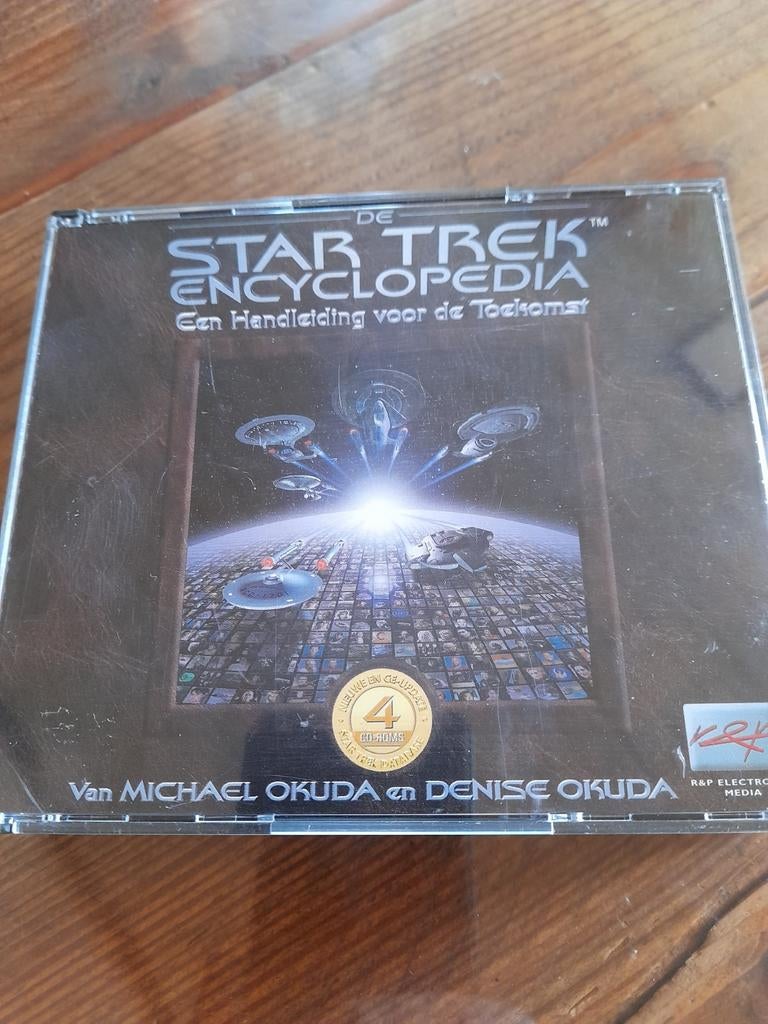 DE
STAR TREK™
ENCYCLOPEDIA
Een Handleiding voor de Toekomst
NIEUWE EN GE-UPDATE
4
CD-ROMS
STAR TREK DATABASE
Van MICHAEL OKUDA en DENISE OKUDA
r&p
R&P ELECTRO
MEDIA